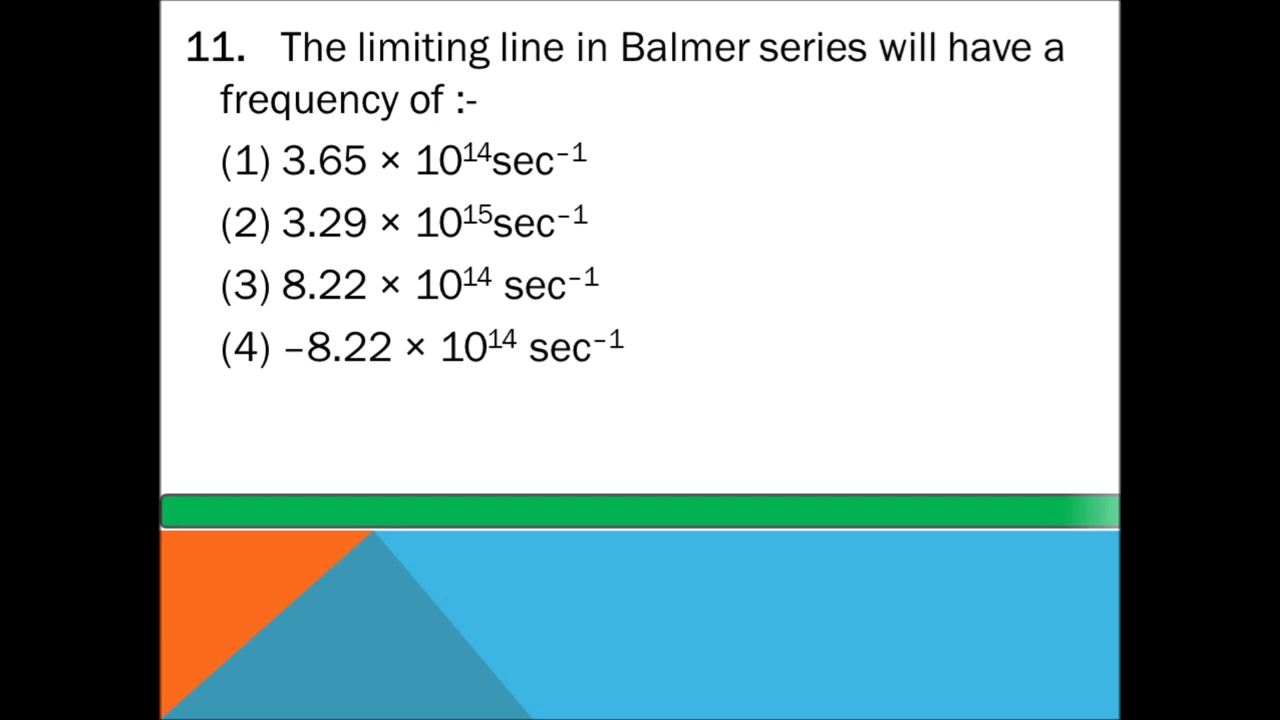 11. The limiting line in Balmer series will have a
frequency of :-
(1) 3.65 × 10¹⁴sec⁻¹
(2) 3.29 × 10¹⁵sec⁻¹
(3) 8.22 × 10¹⁴ sec⁻¹
(4) –8.22 × 10¹⁴ sec⁻¹